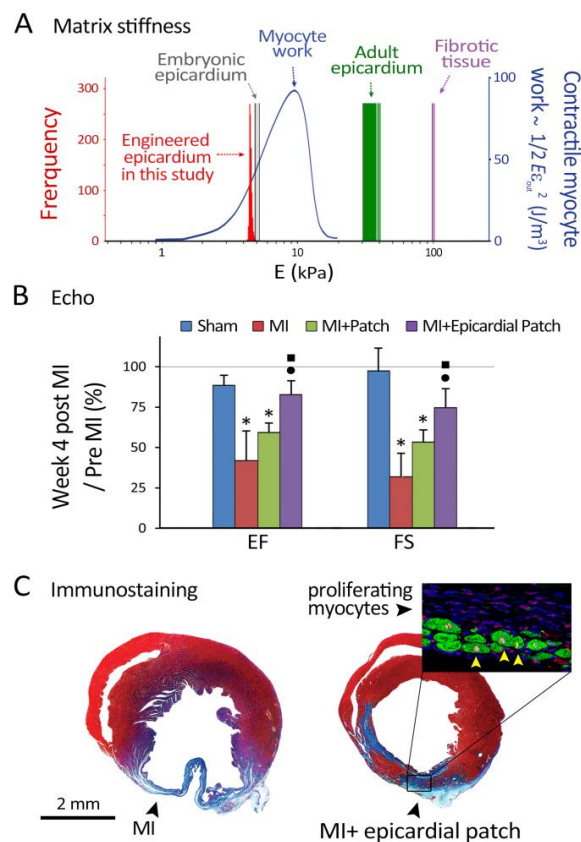 A Matrix stiffness
Embryonic
epicardium
Myocyte
work
Adult
epicardium
Fibrotic
tissue
Engineered
epicardium
in this study
Frerquency
300
200
100
0
1
10
100
E (kPa)
100
50
0
Contractile myocyte
work ~ 1/2 Eε out 2 (J/m³)
B Echo
Sham MI MI+Patch MI+Epicardial Patch
Week 4 post MI
/ Pre MI (%)
100
75
50
25
0
* *
* *
EF FS
C Immunostaining
proliferating
myocytes
2 mm
MI
MI+ epicardial patch